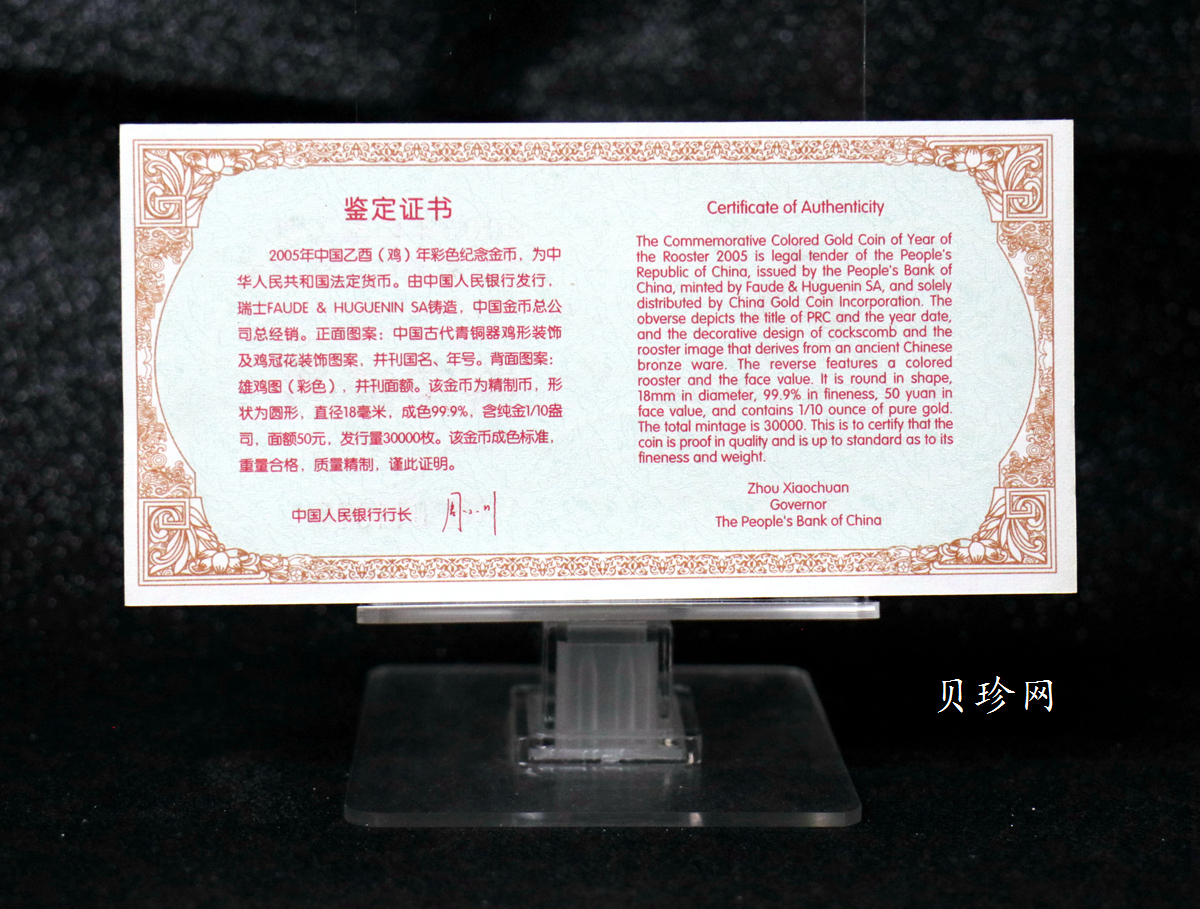 鉴定证书
2005年中国乙酉（鸡）年彩色纪念金币，为中
华人民共和国法定货币。由中国人民银行发行，
瑞士FAUDE & HUGUENIN SA铸造，中国金币总公
司总经销。正面图案：中国古代青铜器鸡形装饰
及鸡冠花装饰图案，并刊国名、年号。背面图案：
雄鸡图（彩色），并刊面额。该金币为精制币，形
状为圆形，直径18毫米，成色99.9%，含纯金1/10盎
司，面额50元，发行量30000枚。该金币成色标准，
重量合格，质量精制，谨此证明。
中国人民银行行长 周小川
Certificate of Authenticity
The Commemorative Colored Gold Coin of Year of
the Rooster 2005 is legal tender of the People's
Republic of China, issued by the People's Bank of
China, minted by Faude & Huguenin SA, and solely
distributed by China Gold Coin Incorporation. The
obverse depicts the title of PRC and the year date,
and the decorative design of cockscomb and the
rooster image that derives from an ancient Chinese
bronze ware. The reverse features a colored
rooster and the face value. It is round in shape,
18mm in diameter, 99.9% in fineness, 50 yuan in
face value, and contains 1/10 ounce of pure gold.
The total mintage is 30000. This is to certify that the
coin is proof in quality and is up to standard as to its
fineness and weight.
Zhou Xiaochuan
Governor
The People's Bank of China
贝珍网